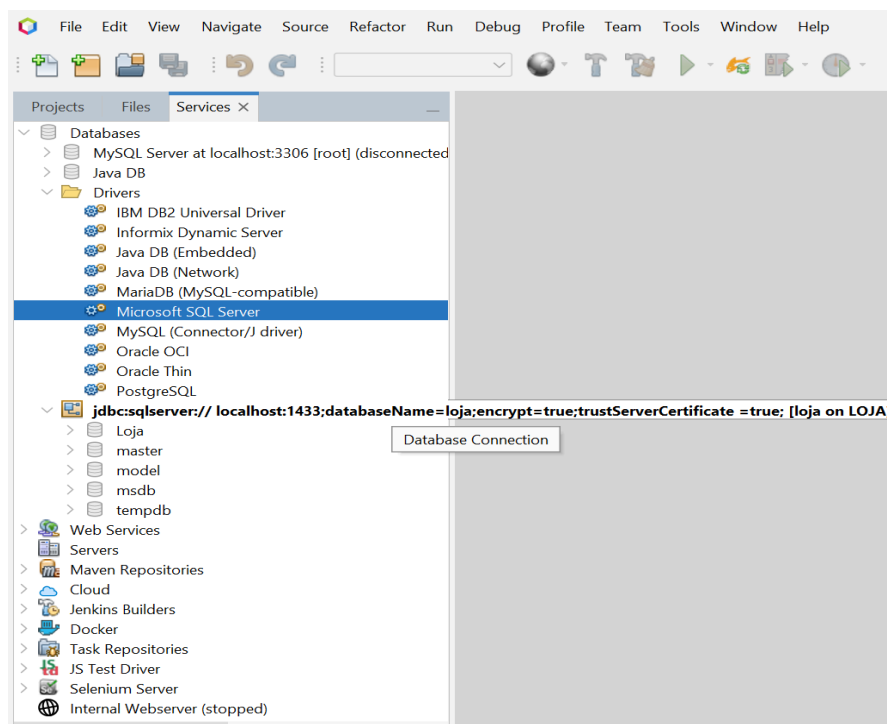 File Edit View Navigate Source Refactor Run Debug Profile Team Tools Window Help
Projects Files Services
Databases
MySQL Server at localhost:3306 [root] (disconnected
Java DB
Drivers
IBM DB2 Universal Driver
Informix Dynamic Server
Java DB (Embedded)
Java DB (Network)
MariaDB (MySQL-compatible)
Microsoft SQL Server
MySQL (Connector/J driver)
Oracle OCI
Oracle Thin
PostgreSQL
jdbc:sqlserver:// localhost:1433;databaseName=loja;encrypt=true;trustServerCertificate =true; [loja on LOJA
Loja
Database Connection
master
model
msdb
tempdb
Web Services
Servers
Maven Repositories
Cloud
Jenkins Builders
Docker
Task Repositories
JS Test Driver
Selenium Server
Internal Webserver (stopped)